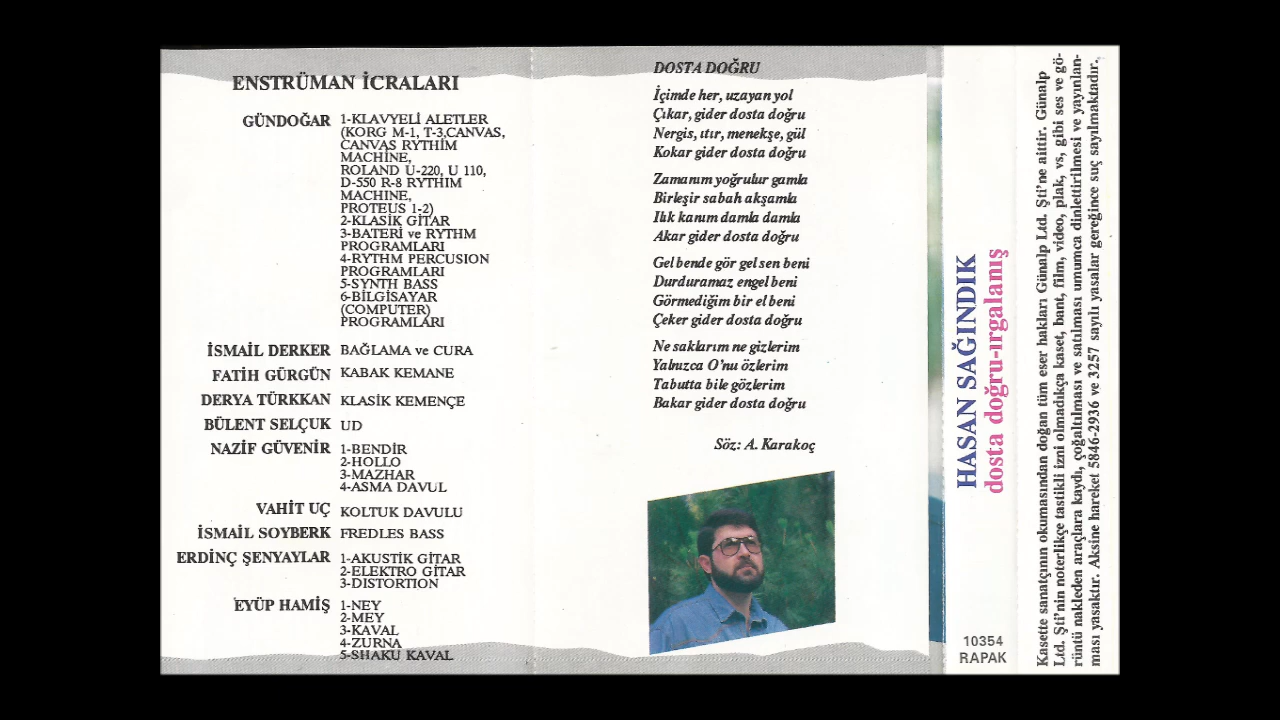 ENSTRÜMAN İCRALARI
GÜNDOĞAR 1-KLAVYELİ ALETLER
(KORG M-1, T-3,CANVAS,
CANVAS RYTHİM
MACHİNE,
ROLAND U-220, U 110,
D-550 R-8 RYTHIM
MACHINE,
PROTEUS 1-2)
2-KLASİK GİTAR
3-BATERİ ve RYTHM
PROGRAMLARI
4-RYTHM PERCUSION
PROGRAMLARI
5-SYNTH BASS
6-BİLGİSAYAR
(COMPUTER)
PROGRAMLARI
İSMAİL DERKER BAĞLAMA ve CURA
FATİH GÜRGÜN KABAK KEMANE
DERYA TÜRKKAN KLASİK KEMENÇE
BÜLENT SELÇUK UD
NAZİF GÜVENİR 1-BENDİR
2-HOLLO
3-MAZHAR
4-ASMA DAVUL
VAHİT UÇ KOLTUK DAVULU
İSMAİL SOYBERK FREDLES BASS
ERDİNÇ ŞENYAYLAR 1-AKUSTİK GİTAR
2-ELEKTRO GİTAR
3-DISTORTION
EYÜP HAMİŞ 1-NEY
2-MEY
3-KAVAL
4-ZURNA
5-SHAKU KAVAL
DOSTA DOĞRU
İçimde her, uzayan yol
Çıkar, gider dosta doğru
Nergis, ıtır, menekşe, gül
Kokar gider dosta doğru
Zamanım yoğrulur gamla
Birleşir sabah akşamla
Ilık kanım damla damla
Akar gider dosta doğru
Gel bende gör gel sen beni
Durduramaz engel beni
Görmediğim bir el beni
Çeker gider dosta doğru
Ne saklarım ne gizlerim
Yalnızca O'nu özlerim
Tabutta bile gözlerim
Bakar gider dosta doğru
Söz: A. Karakoç
HASAN SAĞINDIK
dosta doğru-ırgalanış
10354
RAPAK
Kasette sanatçının okumasından doğan tüm eser hakları Günalp Ltd. Şti'ne aittir. Günalp
Ltd. Şti'nin noterlikçe tastikli izni olmadıkça kaset, bant, film, video, plak, vs, gibi ses ve gö-
rüntü nakleden araçlara kaydı, çoğaltılması ve satılması umumca dinlettirilmesi ve yayınlan-
ması yasaktır. Aksine hareket 5846-2936 ve 3257 sayılı yasalar gereğince suç sayılmaktadır.